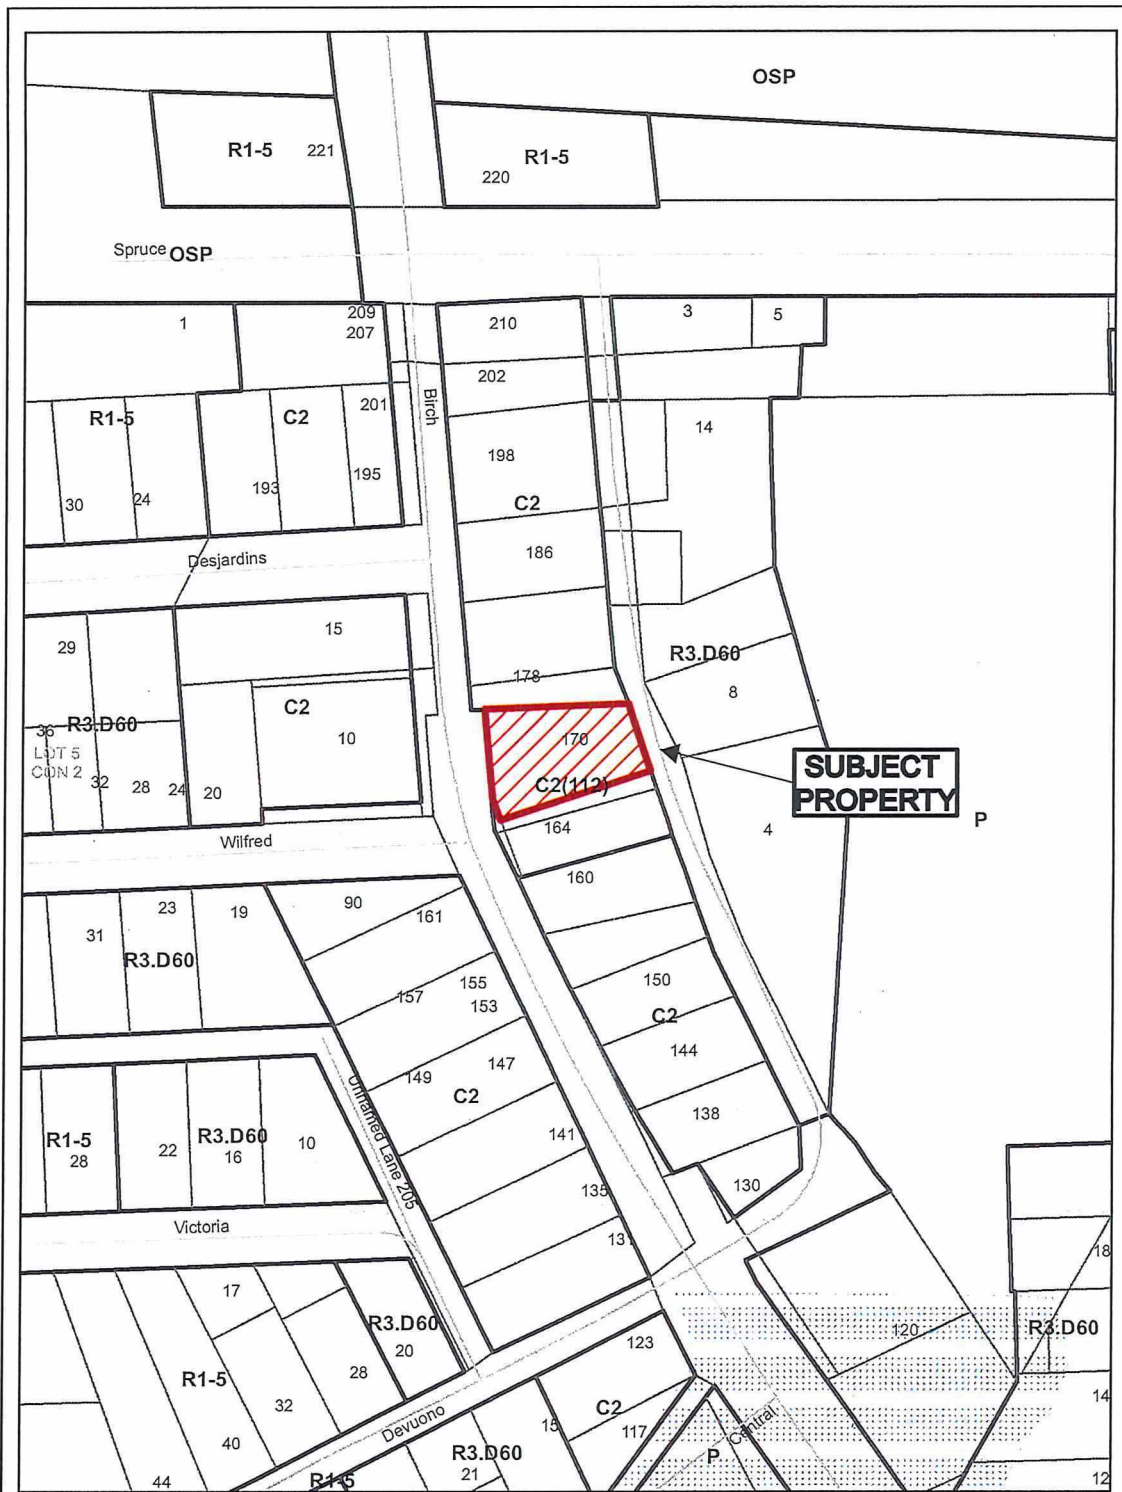 OSP
R1-5
221
R1-5
220
Spruce
OSP
1
209
207
210
3
5
202
Birch
R1-5
C2
201
14
198
30
24
193
195
C2
186
Desjardins
29
15
R3.D60
178
8
36
R3.D60
C2
10
170
LOT 5
CON 2
32
28
24
20
C2(112)
SUBJECT
PROPERTY
164
4
P
Wilfred
160
23
19
90
161
31
R3.D60
157
155
153
150
C2
149
147
144
C2
Unnamed Lane 205
138
R1-5
28
22
R3.D60
16
10
141
135
130
Victoria
131
18
17
R3.D60
20
123
120
R3.D60
R1-5
28
32
40
Devuono
15
C2
117
Central
14
R3.D60
21
P
R1-5
44
12